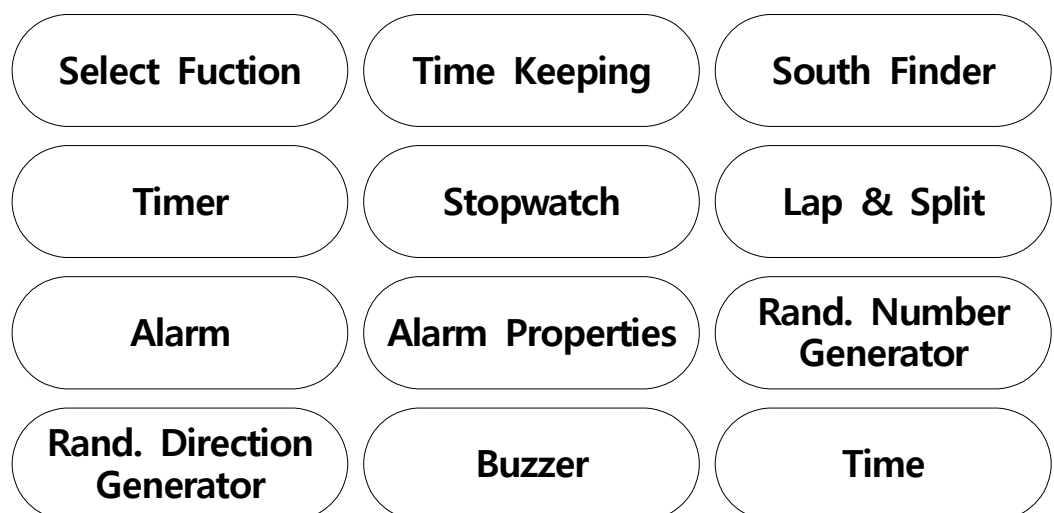 Select Fuction
Time Keeping
South Finder
Timer
Stopwatch
Lap & Split
Alarm
Alarm Properties
Rand. Number
Generator
Rand. Direction
Generator
Buzzer
Time